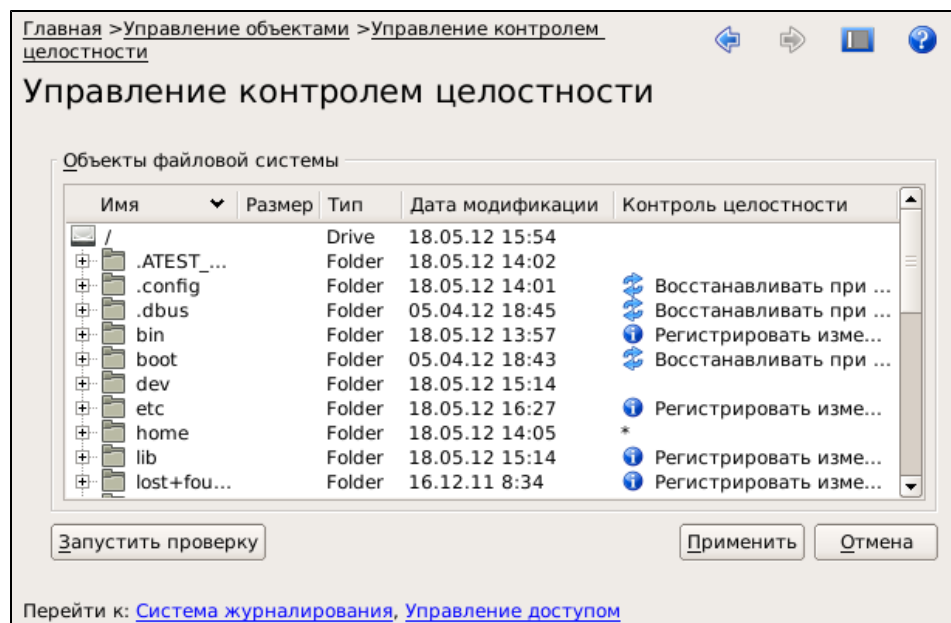 Главная >Управление объектами >Управление контролем
целостности
Управление контролем целостности
Объекты файловой системы
Имя Размер Тип Дата модификации Контроль целостности
/ Drive 18.05.12 15:54
.ATEST_... Folder 18.05.12 14:02
.config Folder 18.05.12 14:01 Восстанавливать при ...
.dbus Folder 05.04.12 18:45 Восстанавливать при ...
bin Folder 18.05.12 13:57 Регистрировать изме...
boot Folder 05.04.12 18:43 Восстанавливать при ...
dev Folder 18.05.12 15:14
etc Folder 18.05.12 16:27 Регистрировать изме...
home Folder 18.05.12 14:05 *
lib Folder 18.05.12 15:14 Регистрировать изме...
lost+fou... Folder 16.12.11 8:34 Регистрировать изме...
Запустить проверку Применить Отмена
Перейти к: Система журналирования, Управление доступом